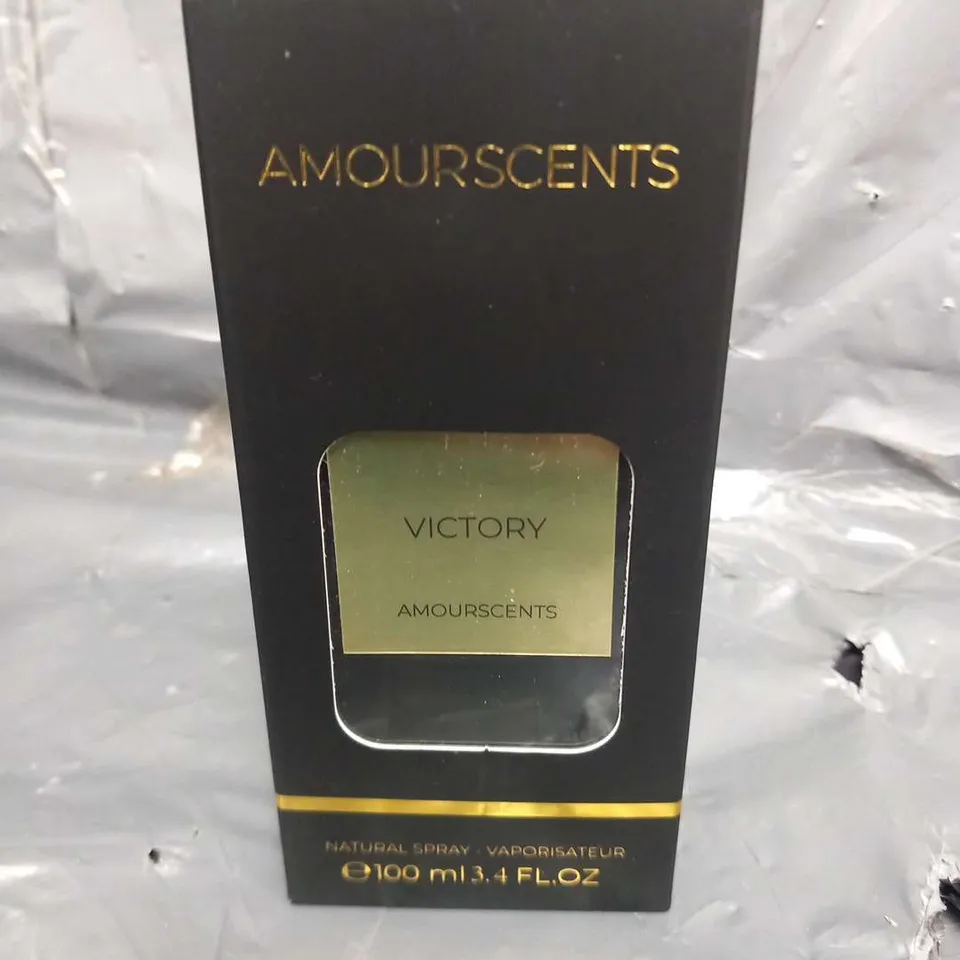 AMOURSCENTS
VICTORY
AMOURSCENTS
NATURAL SPRAY - VAPORISATEUR
℮100 ml 3.4 FL.OZ